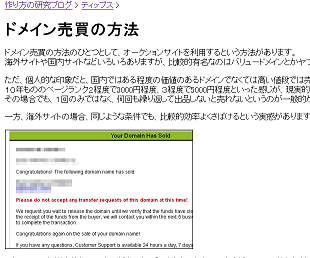 作り方の研究ブログ > ティップス >
ドメイン売買の方法
ドメイン売買の方法のひとつとして、オークションサイトを利用するという方法があります。
海外サイトや国内サイトなどいろいろありますが、比較的有名なのはバリュードメインとかヤフ
ただ、個人的な印象だと、国内ではある程度の価値のあるドメインでなくては高い値段では売
10年もののページランク2程度で3000円程度、3程度で5000円程度といった感じが、現実的
その場合でも、1回のみではなく、何回も繰り返して出品しないと売れないというのが一般的か
一方、海外サイトの場合、同じような条件でも、比較的効率よくさばけるという実感があります
Your Domain Has Sold
Congratulations! The following domain name has sold
Please do not accept any transfer requests of this domain at this time!
We request you wait to release the domain until we verify that the funds have cle
the receipt of the funds from the buyer, we will contact you within the next 5 busi
to complete the transaction.
Congratulations again on the sale of your domain name!
If you have any questions, Customer Support is available 24 hours a day, 7 days